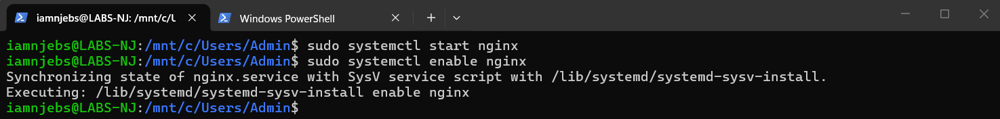 iamnjebs@LABS-NJ: /mnt/c/U
Windows PowerShell
iamnjebs@LABS-NJ:/mnt/c/Users/Admin$ sudo systemctl start nginx
iamnjebs@LABS-NJ:/mnt/c/Users/Admin$ sudo systemctl enable nginx
Synchronizing state of nginx.service with SysV service script with /lib/systemd/systemd-sysv-install.
Executing: /lib/systemd/systemd-sysv-install enable nginx
iamnjebs@LABS-NJ:/mnt/c/Users/Admin$